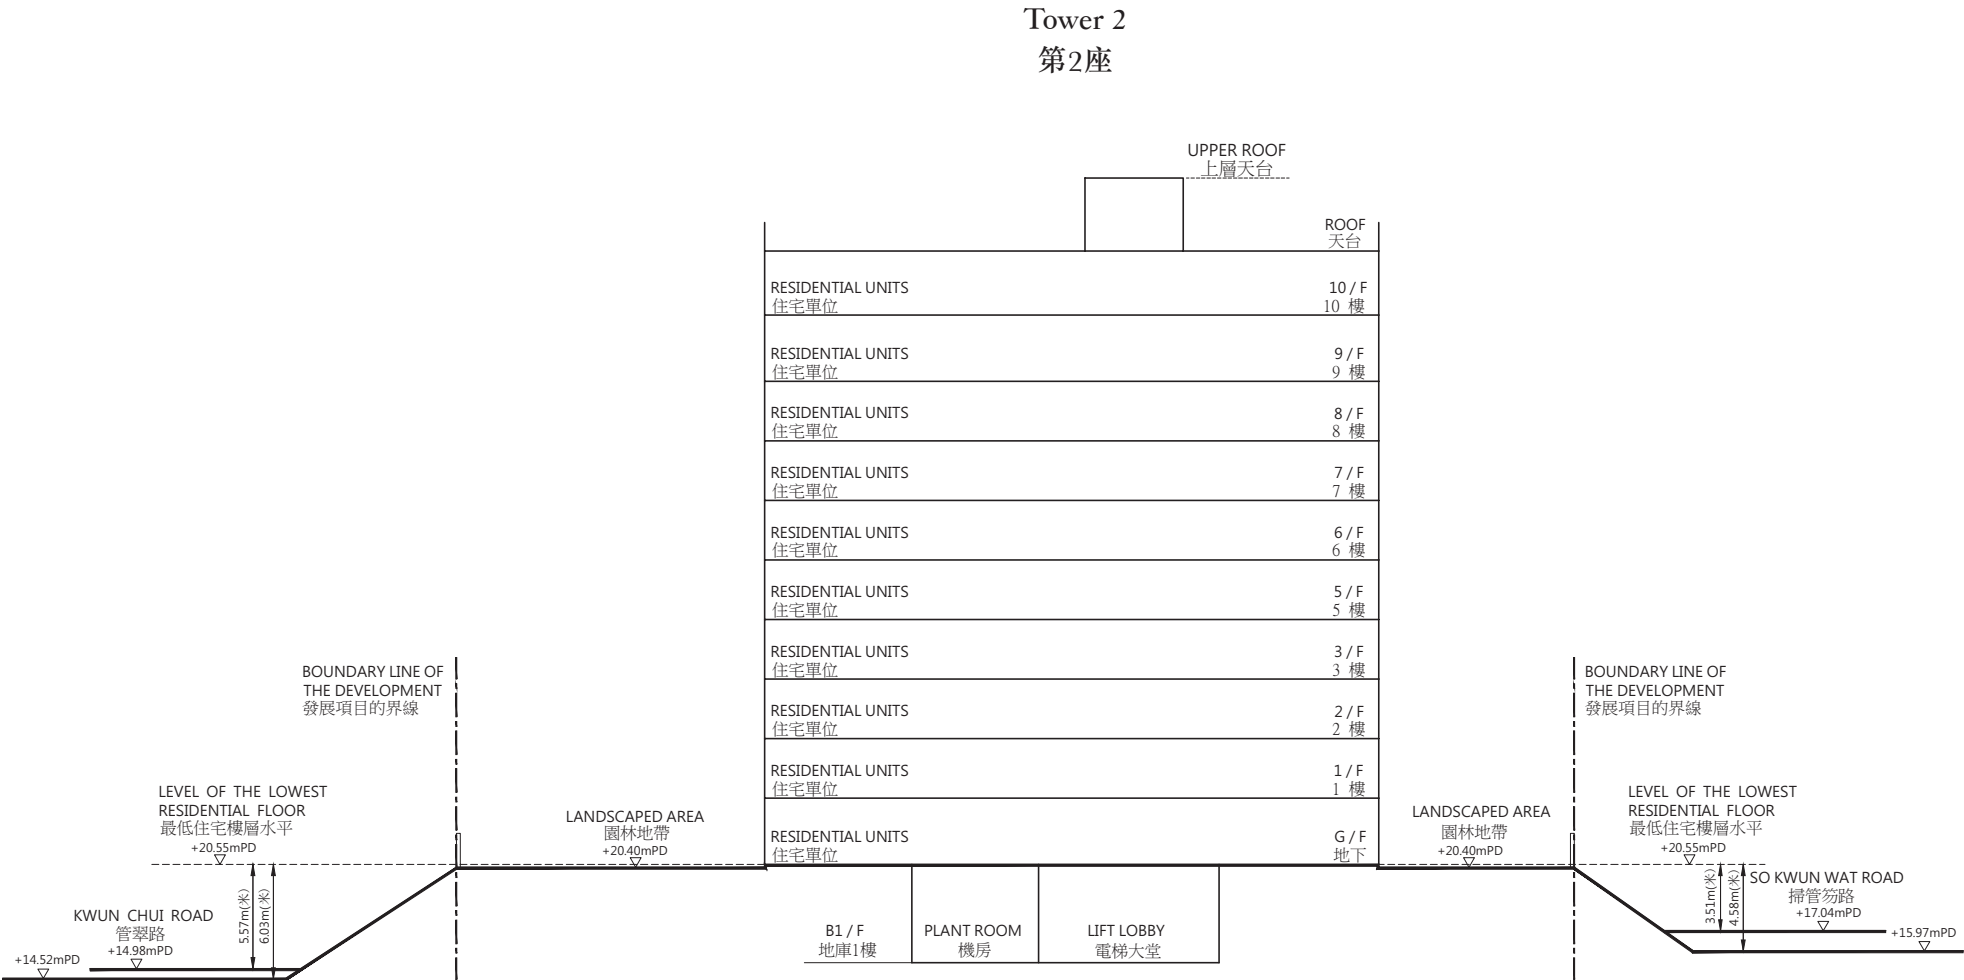 Tower 2
第2座
UPPER ROOF
上層天台
ROOF
天台
RESIDENTIAL UNITS 10 / F
住宅單位 10 樓
RESIDENTIAL UNITS 9 / F
住宅單位 9 樓
RESIDENTIAL UNITS 8 / F
住宅單位 8 樓
RESIDENTIAL UNITS 7 / F
住宅單位 7 樓
RESIDENTIAL UNITS 6 / F
住宅單位 6 樓
RESIDENTIAL UNITS 5 / F
住宅單位 5 樓
RESIDENTIAL UNITS 3 / F
住宅單位 3 樓
RESIDENTIAL UNITS 2 / F
住宅單位 2 樓
RESIDENTIAL UNITS 1 / F
住宅單位 1 樓
RESIDENTIAL UNITS G / F
住宅單位 地下
BOUNDARY LINE OF
THE DEVELOPMENT
發展項目的界線
BOUNDARY LINE OF
THE DEVELOPMENT
發展項目的界線
LEVEL OF THE LOWEST
RESIDENTIAL FLOOR
最低住宅樓層水平
+20.55mPD
LANDSCAPED AREA
園林地帶
+20.40mPD
LANDSCAPED AREA
園林地帶
+20.40mPD
LEVEL OF THE LOWEST
RESIDENTIAL FLOOR
最低住宅樓層水平
+20.55mPD
KWUN CHUI ROAD
管翠路
+14.98mPD
+14.52mPD
5.57m(米)
6.03m(米)
B1 / F
地庫1樓
PLANT ROOM
機房
LIFT LOBBY
電梯大堂
3.51m(米)
4.58m(米)
SO KWUN WAT ROAD
掃管笏路
+17.04mPD
+15.97mPD